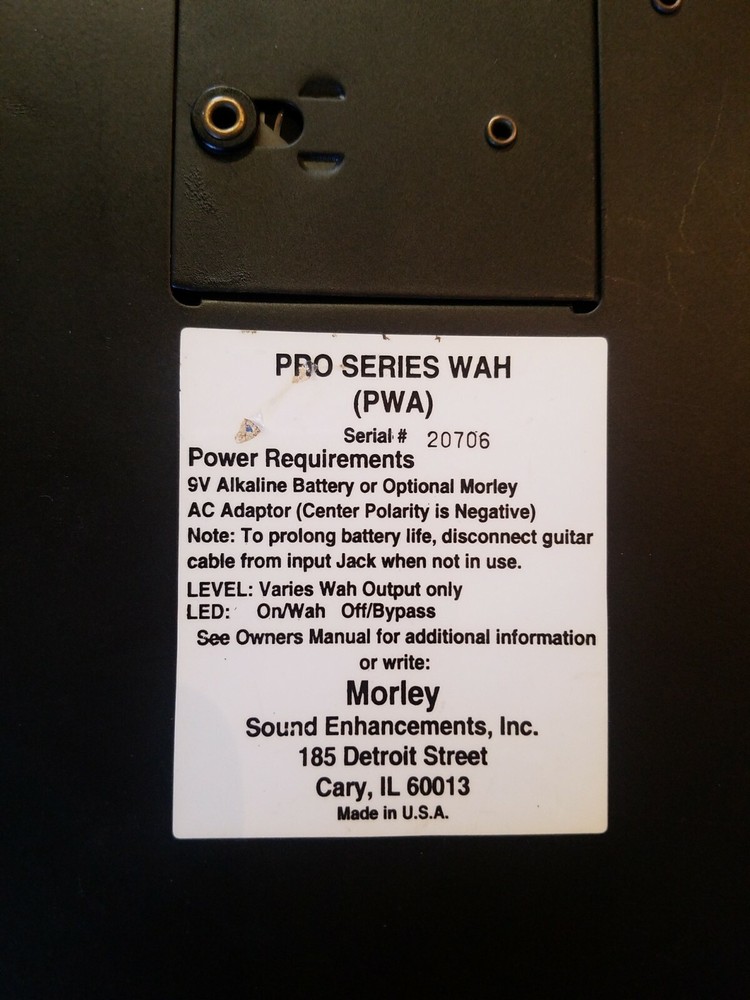 PRO SERIES WAH
(PWA)
Serial # 20706
Power Requirements
9V Alkaline Battery or Optional Morley
AC Adaptor (Center Polarity is Negative)
Note: To prolong battery life, disconnect guitar
cable from input Jack when not in use.
LEVEL: Varies Wah Output only
LED: On/Wah Off/Bypass
See Owners Manual for additional information
or write:
Morley
Sound Enhancements, Inc.
185 Detroit Street
Cary, IL 60013
Made in U.S.A.